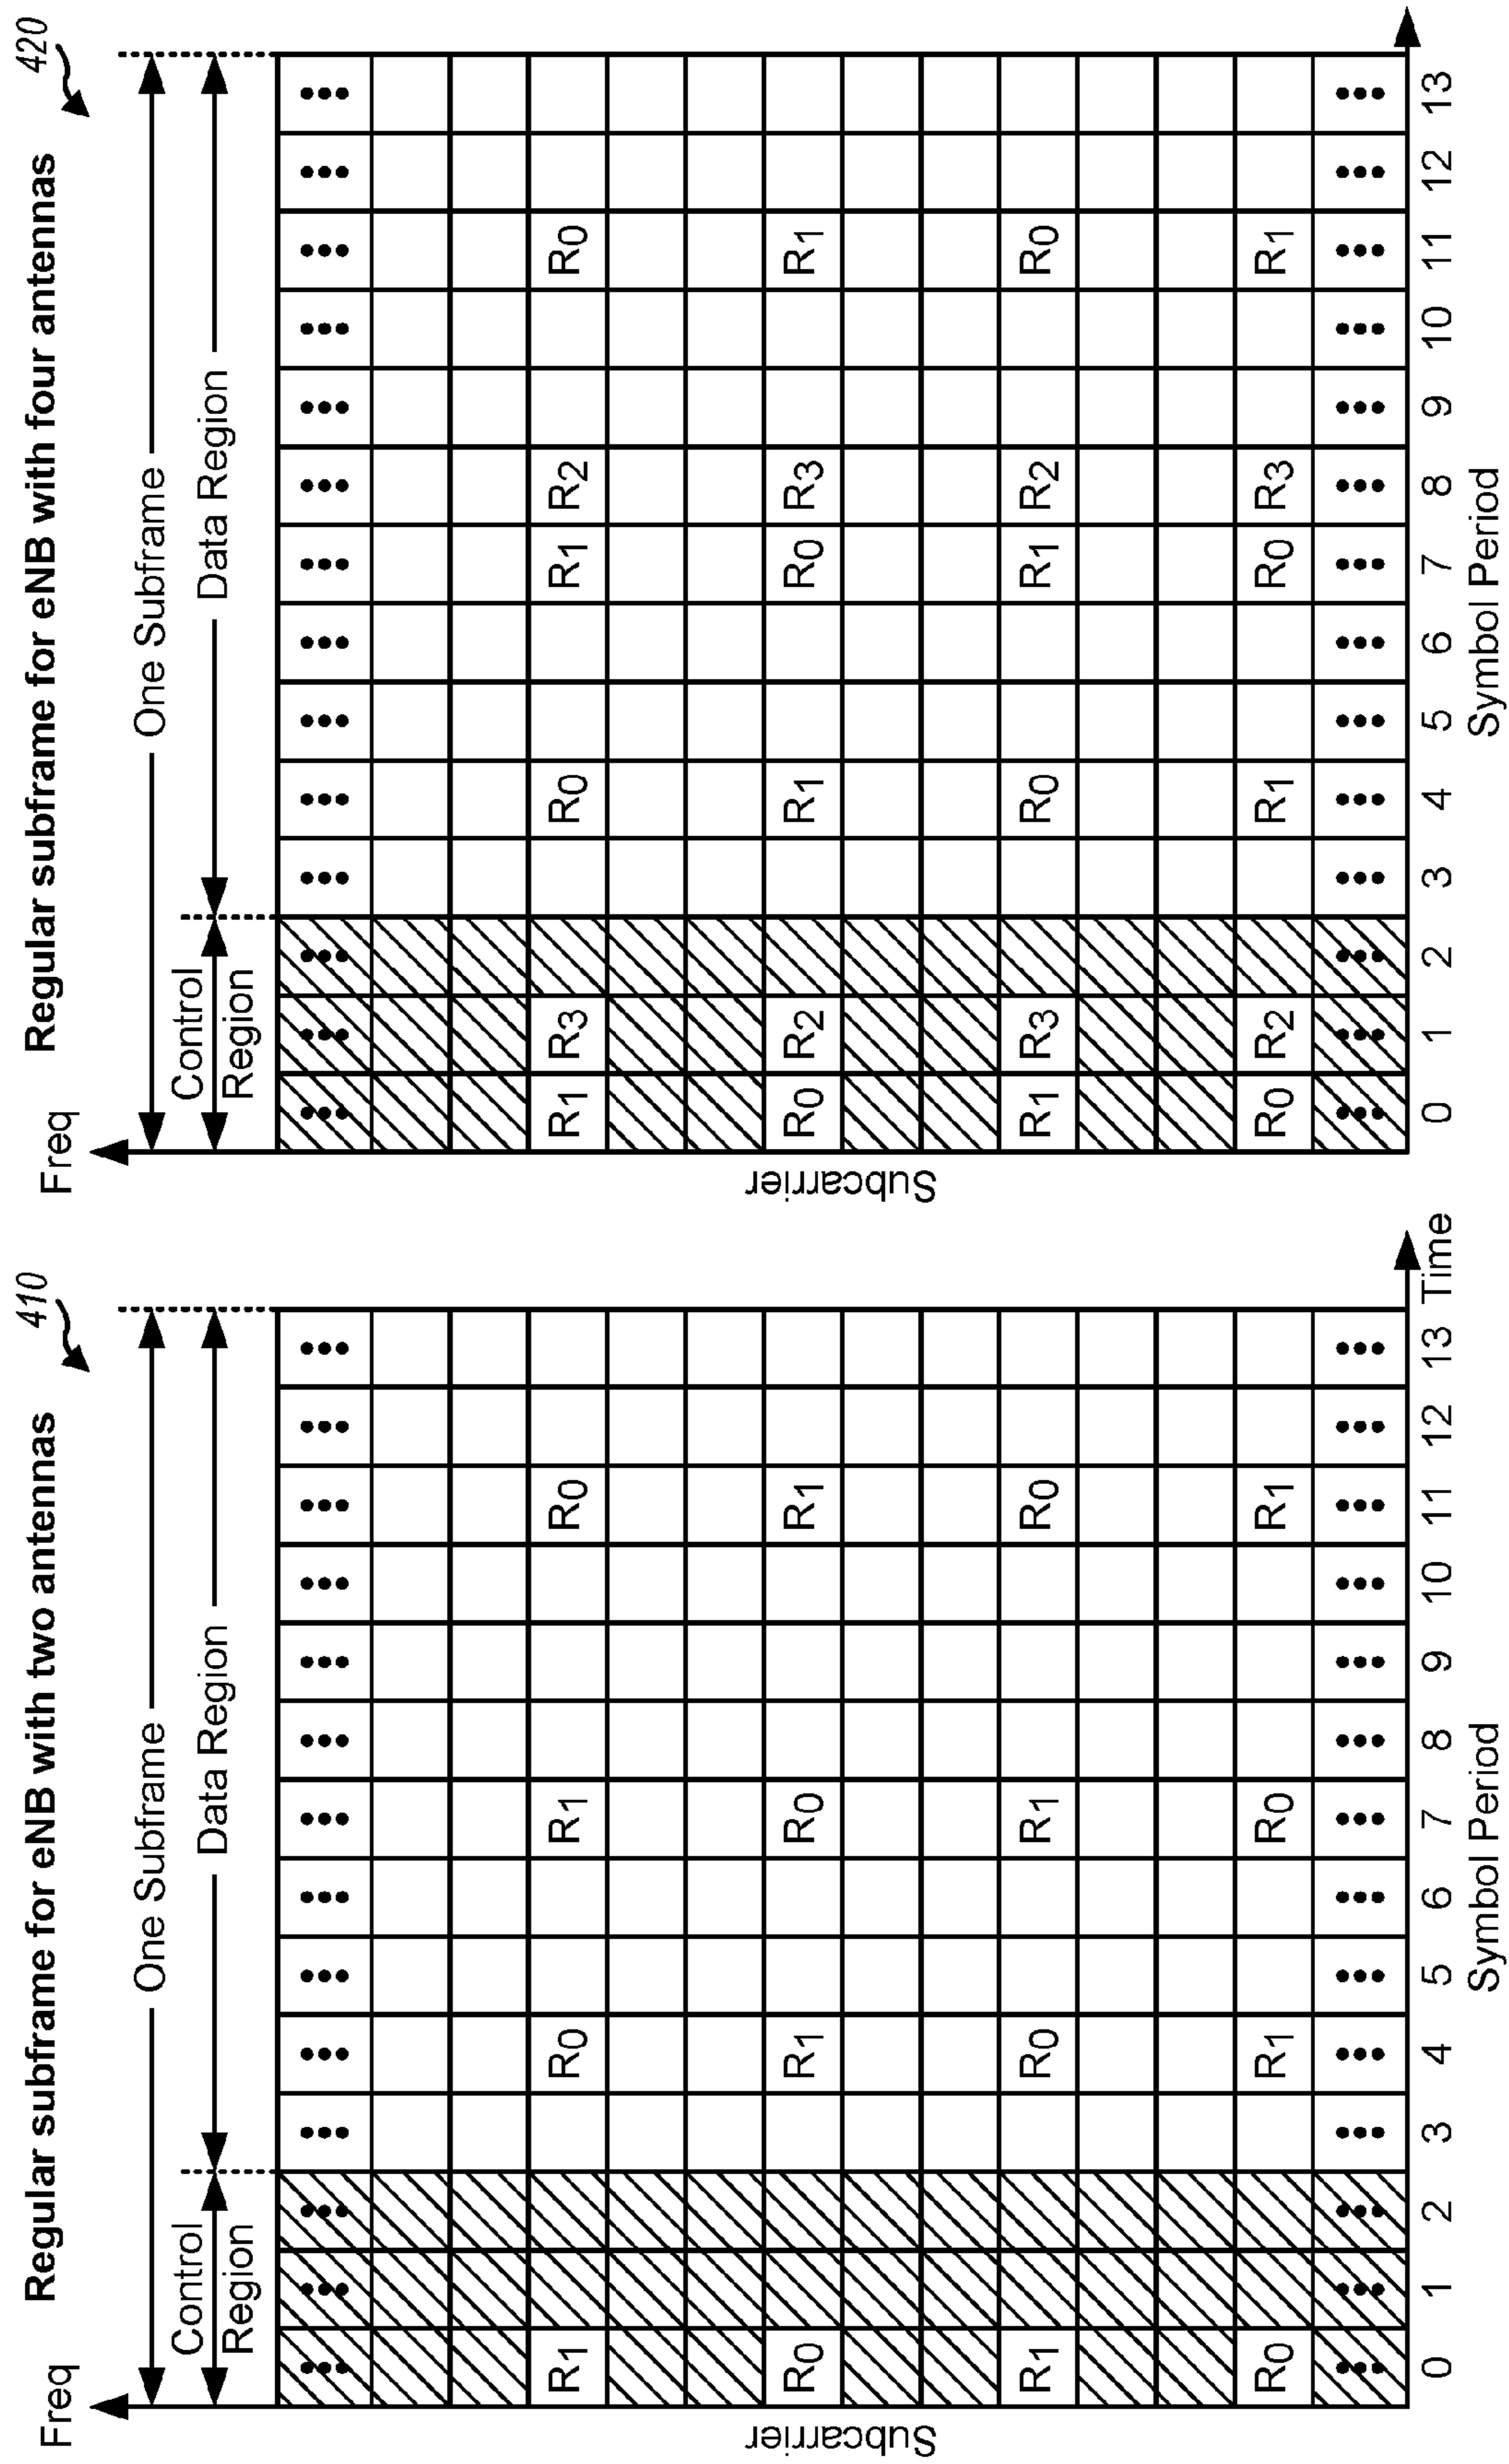 Regular subframe for eNB with two antennas
410
Freq
One Subframe
Control
Region
Data Region
Subcarrier
R1 R0 R1 R0 R2
R0 R1 R0 R1
R1 R0 R1 R0
R0 R1 R0 R1
0 1 2 3 4 5 6 7 8 9 10 11 12 13 Time
Symbol Period
Regular subframe for eNB with four antennas
420
Freq
One Subframe
Control
Region
Data Region
Subcarrier
R1 R3 R0 R1 R2 R0
R0 R2 R1 R0 R3 R1
R1 R3 R0 R1 R2 R0
R0 R2 R1 R0 R3 R1
0 1 2 3 4 5 6 7 8 9 10 11 12 13
Symbol Period